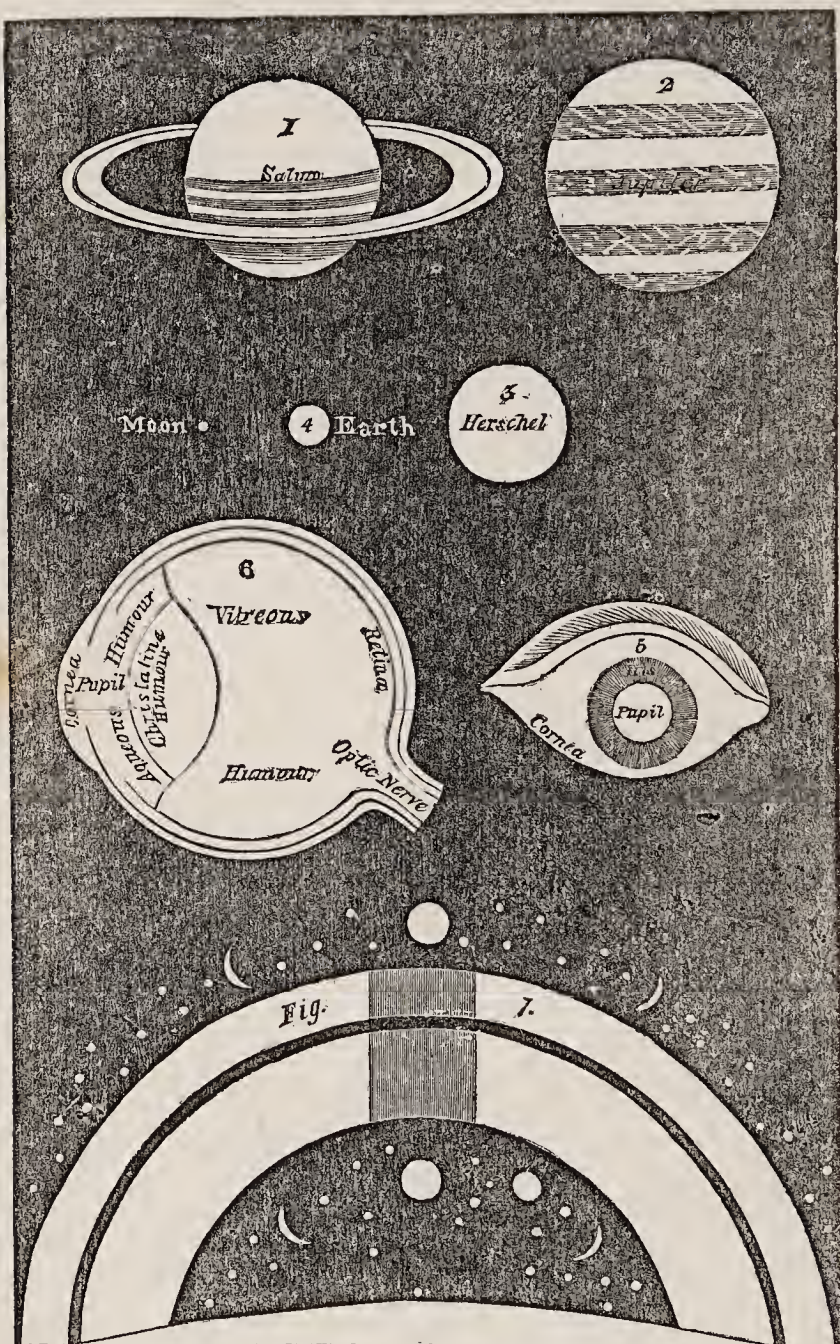 1
Saturn
2
Jupiter
3
Herschel
Moon
4 Earth
6
Vitreous
Humour
Cornea
Pupil
Aqueous Humour
Christaline
Humour
Retina
Optic Nerve
5
Iris
Pupil
Cornea
Fig. 7.